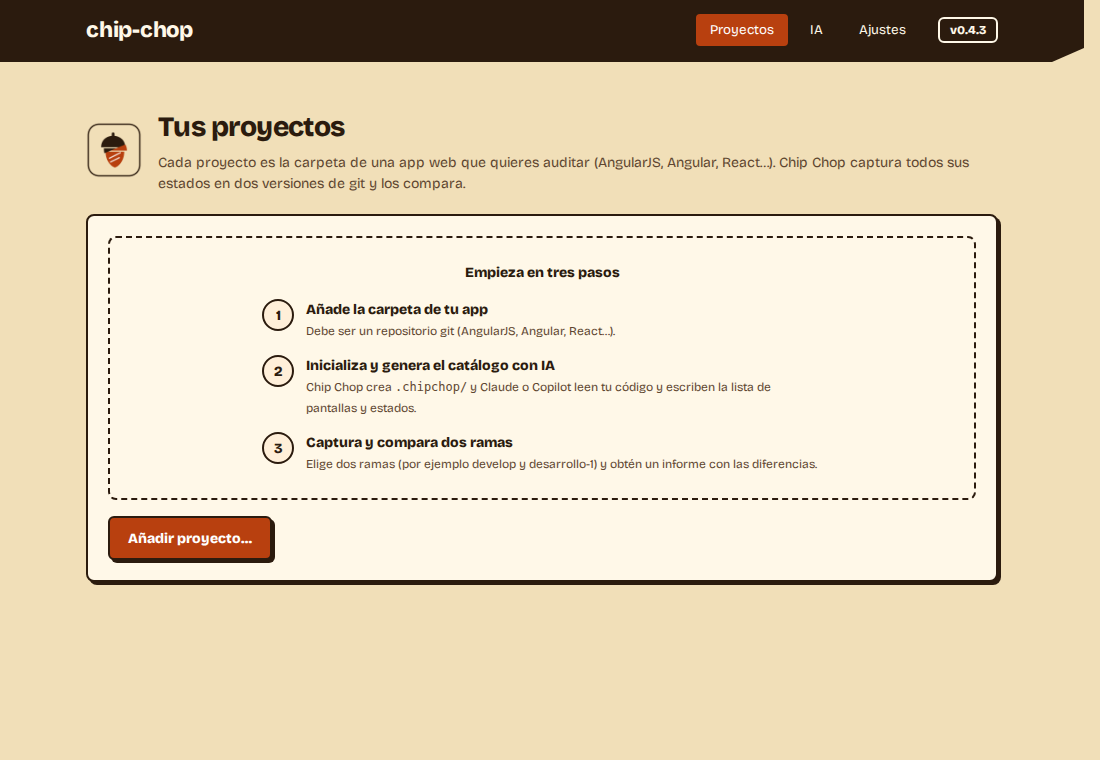 chip-chop
Proyectos
IA
Ajustes
v0.4.3
Tus proyectos
Cada proyecto es la carpeta de una app web que quieres auditar (AngularJS, Angular, React…). Chip Chop captura todos sus
estados en dos versiones de git y los compara.
Empieza en tres pasos
1
Añade la carpeta de tu app
Debe ser un repositorio git (AngularJS, Angular, React…).
2
Inicializa y genera el catálogo con IA
Chip Chop crea .chipchop/ y Claude o Copilot leen tu código y escriben la lista de
pantallas y estados.
3
Captura y compara dos ramas
Elige dos ramas (por ejemplo develop y desarrollo-1) y obtén un informe con las diferencias.
Añadir proyecto…